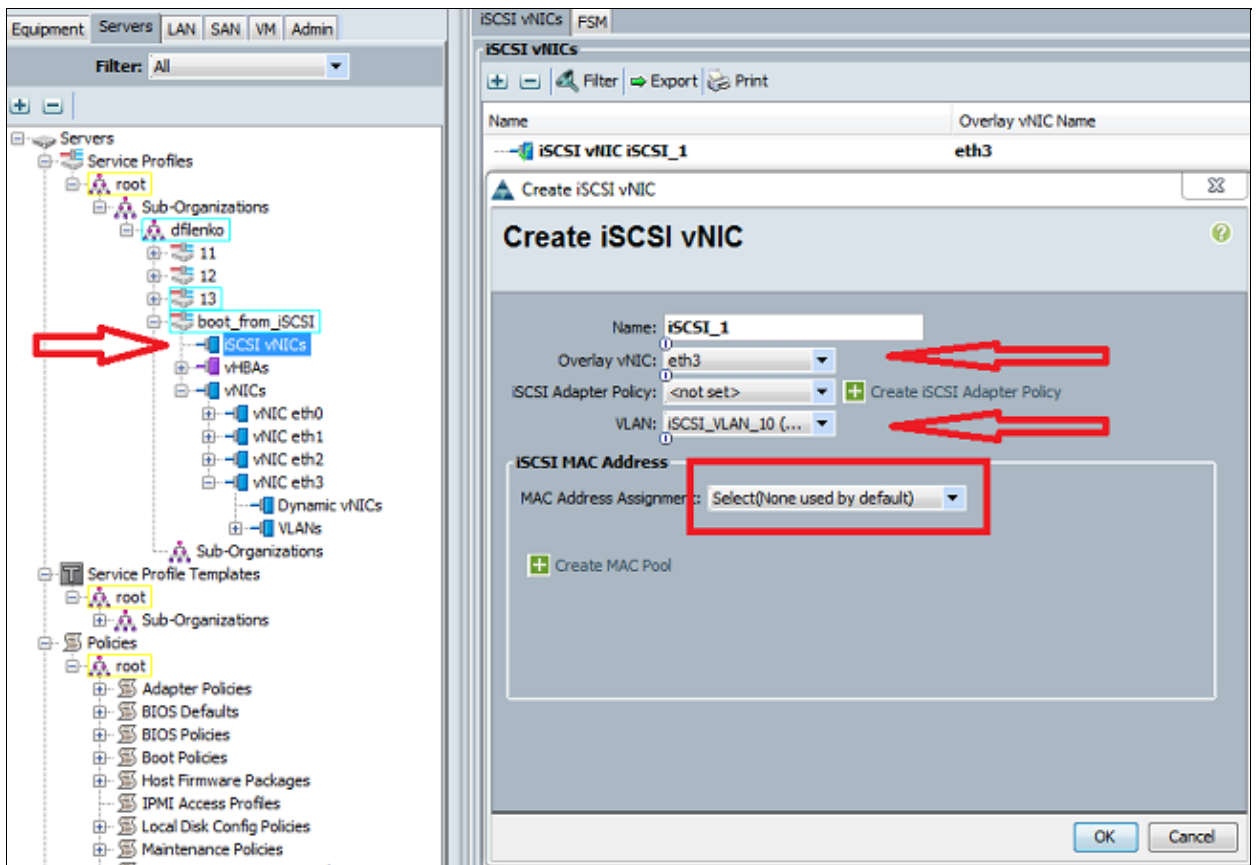 Equipment Servers LAN SAN VM Admin
Filter: All
Servers
Service Profiles
root
Sub-Organizations
dfilenko
11
12
13
boot_from_iSCSI
iSCSI vNICs
vHBAs
vNICs
vNIC eth0
vNIC eth1
vNIC eth2
vNIC eth3
Dynamic vNICs
VLANs
Sub-Organizations
Service Profile Templates
root
Sub-Organizations
Policies
root
Adapter Policies
BIOS Defaults
BIOS Policies
Boot Policies
Host Firmware Packages
IPMI Access Profiles
Local Disk Config Policies
Maintenance Policies
iSCSI vNICs FSM
iSCSI vNICs
Filter Export Print
Name Overlay vNIC Name
iSCSI vNIC iSCSI_1 eth3
Create iSCSI vNIC
Create iSCSI vNIC
Name: iSCSI_1
Overlay vNIC: eth3
iSCSI Adapter Policy: <not set> Create iSCSI Adapter Policy
VLAN: iSCSI_VLAN_10 (...
iSCSI MAC Address
MAC Address Assignment: Select(None used by default)
Create MAC Pool
OK Cancel